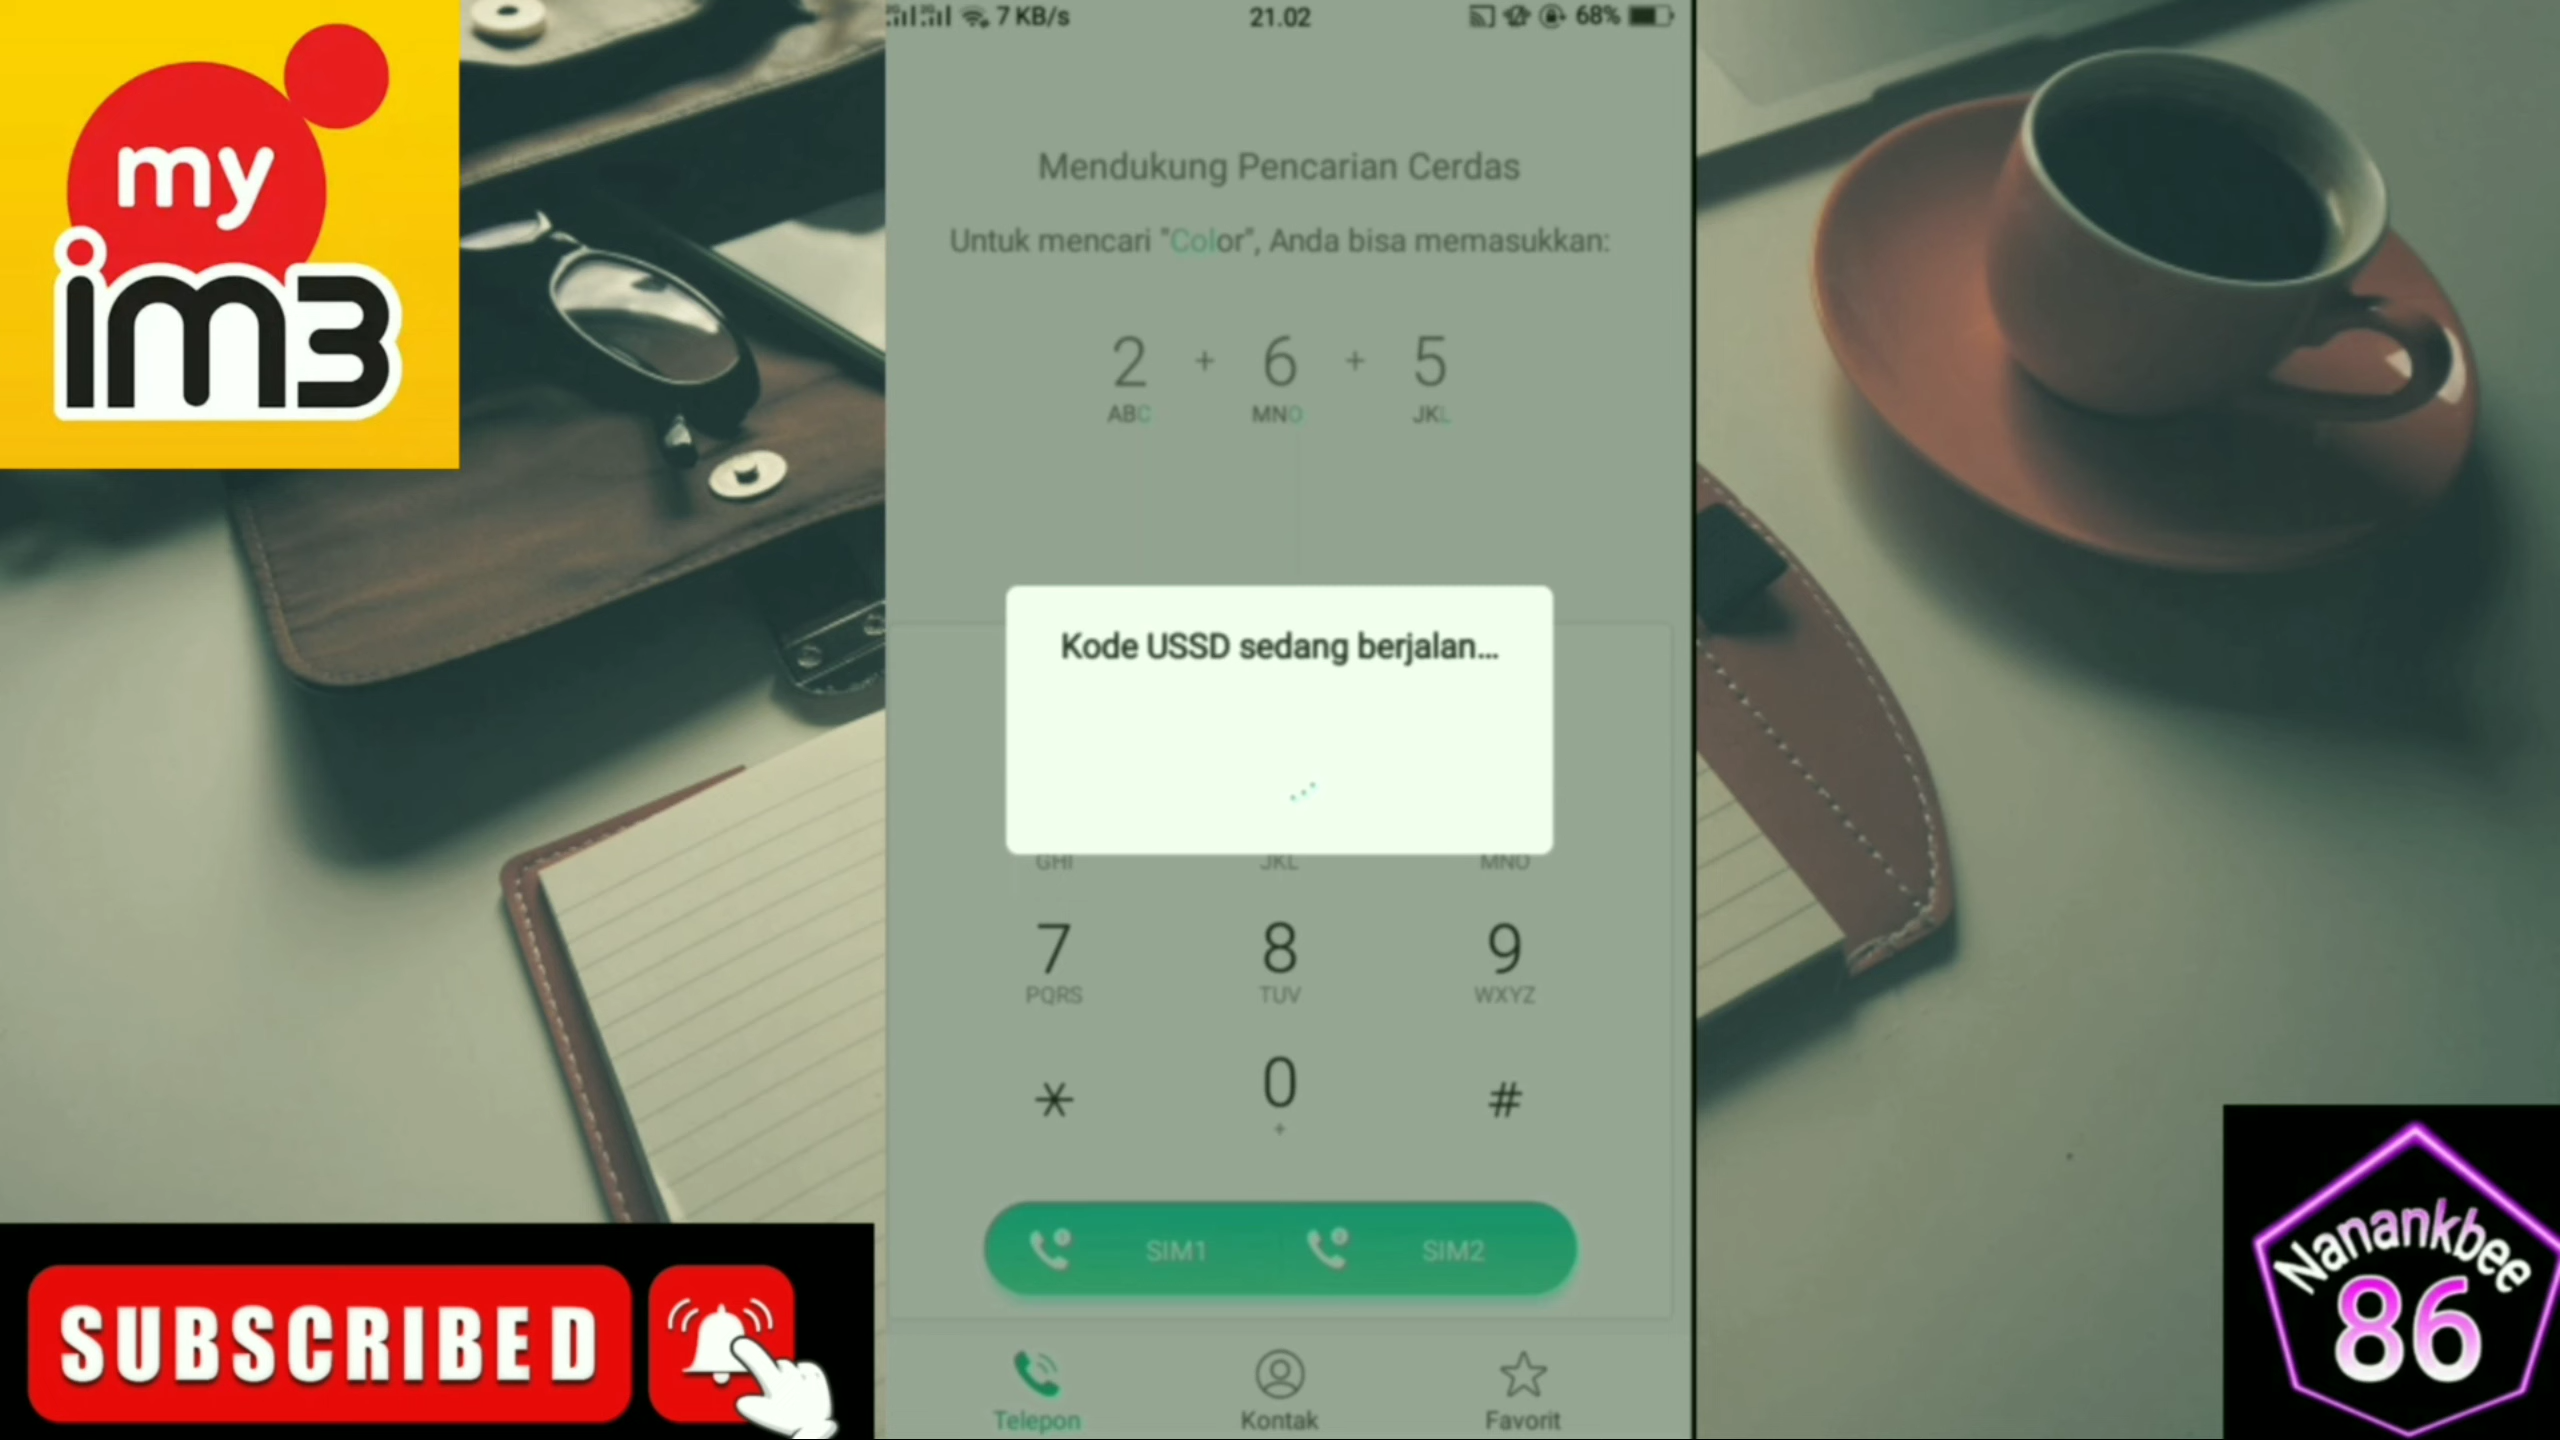 my
im3
7 KB/s
21.02
68%
Mendukung Pencarian Cerdas
Untuk mencari "Color", Anda bisa memasukkan:
2 + 6 + 5
ABC MNO JKL
Kode USSD sedang berjalan...
GHI JKL MNO
7 8 9
PQRS TUV WXYZ
* 0 #
+
SIM1 SIM2
Telepon Kontak Favorit
SUBSCRIBED
Nanankbee
86